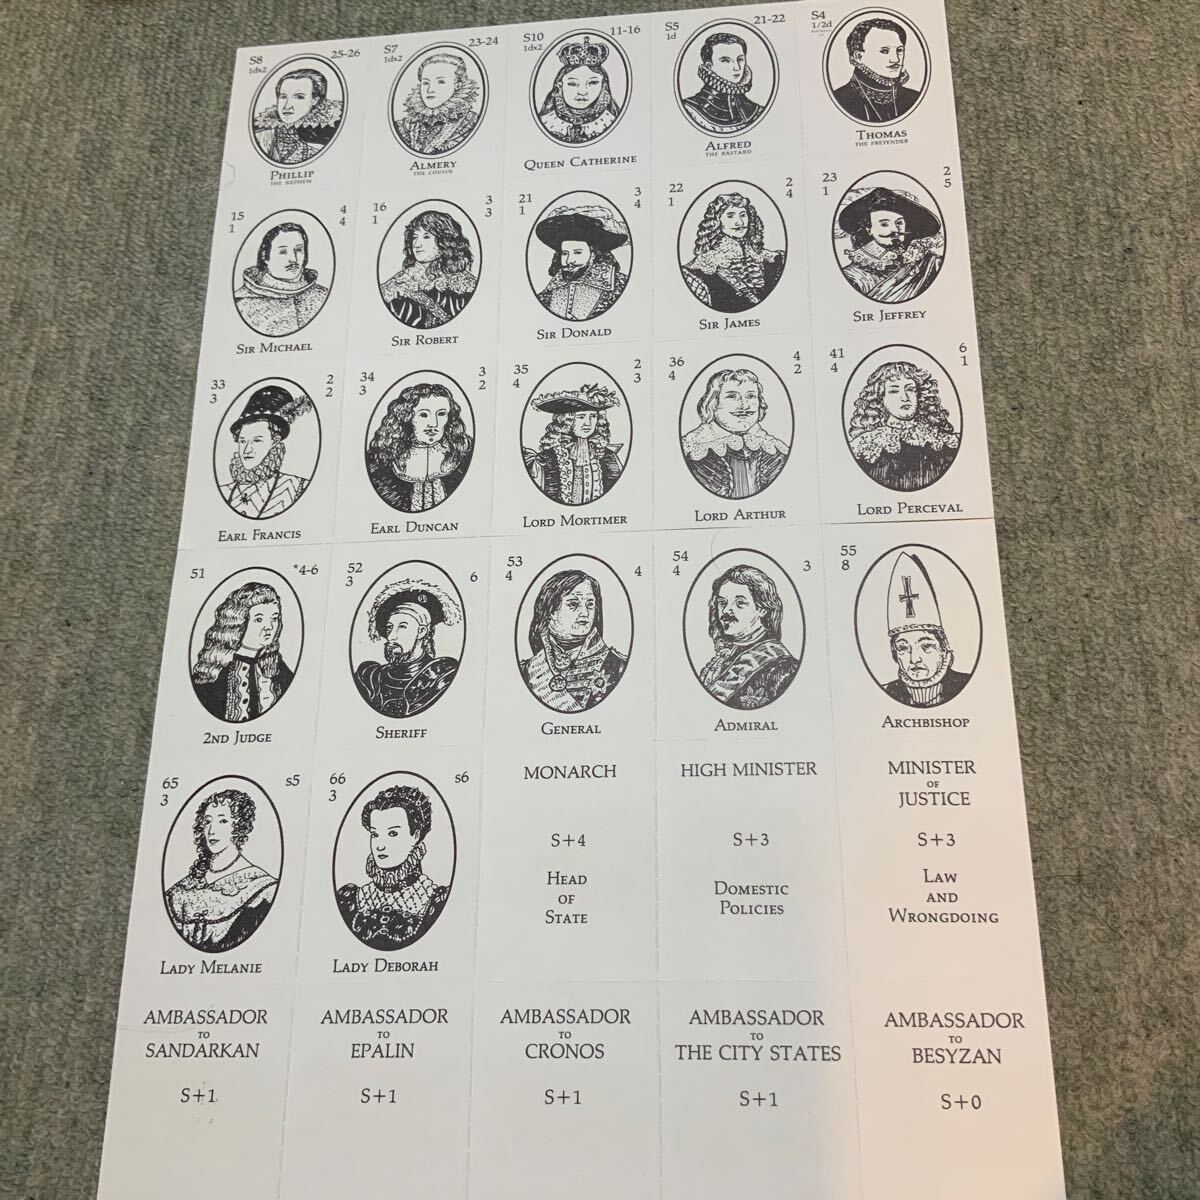 S8 25-26
1dx2
PHILLIP
THE NEPHEW
S7 23-24
1dx2
ALMERY
THE COUSIN
S10 11-16
1dx2
QUEEN CATHERINE
S5 21-22
1d
ALFRED
THE BASTARD
S4
1/2d
THOMAS
THE PRETENDER
15 4
1 4
SIR MICHAEL
16 3
1 3
SIR ROBERT
21 3
1 4
SIR DONALD
22 2
1 4
SIR JAMES
23 2
1 5
SIR JEFFREY
33 2
3 2
EARL FRANCIS
34 3
3 2
EARL DUNCAN
35 2
4 3
LORD MORTIMER
36 4
4 2
LORD ARTHUR
41 6
4 1
LORD PERCEVAL
51 *4-6
2ND JUDGE
52 6
3
SHERIFF
53 4
4
GENERAL
54 3
4
ADMIRAL
55
8
ARCHBISHOP
65 s5
3
LADY MELANIE
66 s6
3
LADY DEBORAH
MONARCH
S+4
HEAD
OF
STATE
HIGH MINISTER
S+3
DOMESTIC
POLICIES
MINISTER
OF
JUSTICE
S+3
LAW
AND
WRONGDOING
AMBASSADOR
TO
SANDARKAN
S+1
AMBASSADOR
TO
EPALIN
S+1
AMBASSADOR
TO
CRONOS
S+1
AMBASSADOR
TO
THE CITY STATES
S+1
AMBASSADOR
TO
BESYZAN
S+0